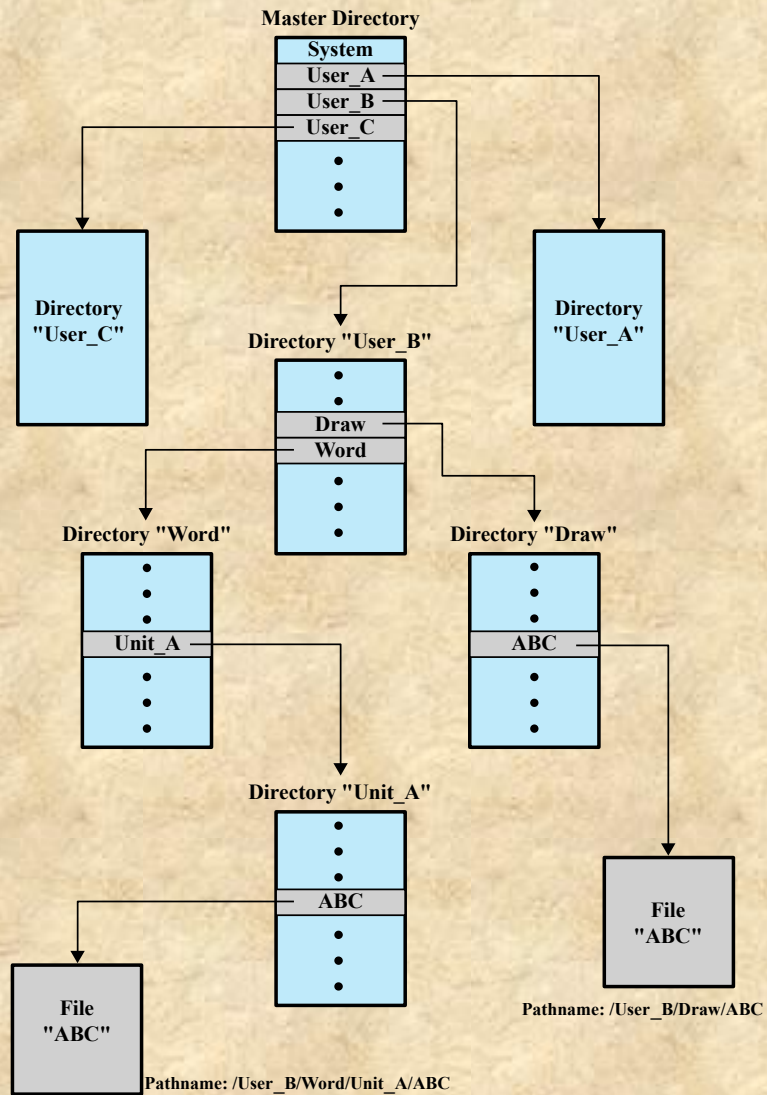 Master Directory
System
User_A
User_B
User_C
Directory
"User_C"
Directory
"User_A"
Directory "User_B"
Draw
Word
Directory "Word"
Unit_A
Directory "Draw"
ABC
Directory "Unit_A"
ABC
File
"ABC"
Pathname: /User_B/Draw/ABC
File
"ABC"
Pathname: /User_B/Word/Unit_A/ABC